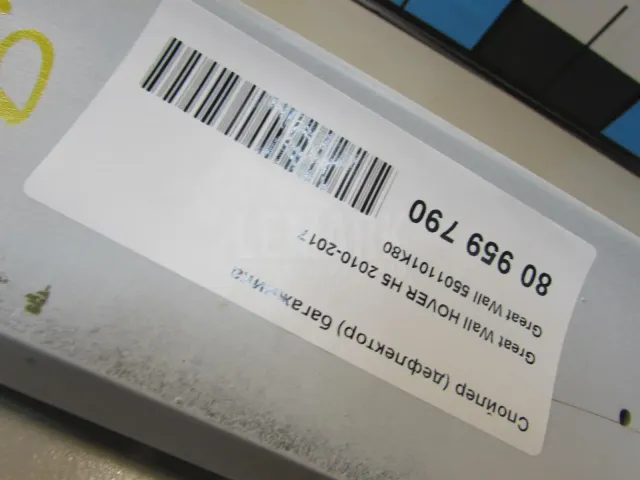 Спойлер (дефлектор) багажника
Great Wall HOVER H5 2010-2017
Great Wall 5501101K80
80 959 790